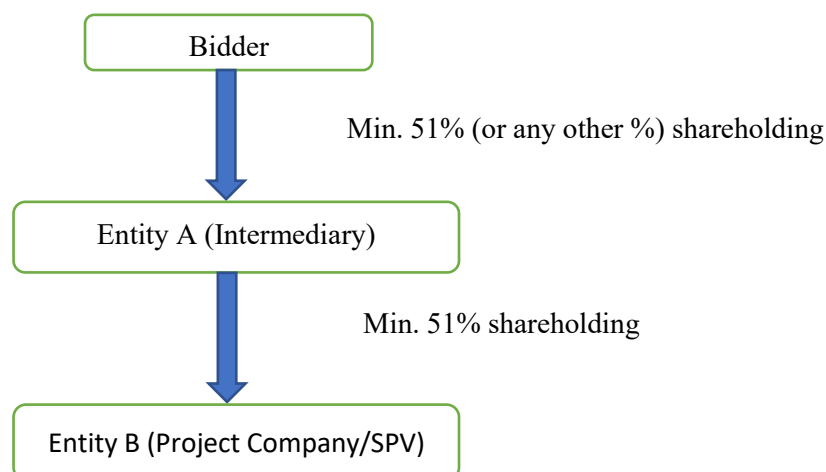 Bidder
Min. 51% (or any other %) shareholding
Entity A (Intermediary)
Min. 51% shareholding
Entity B (Project Company/SPV)